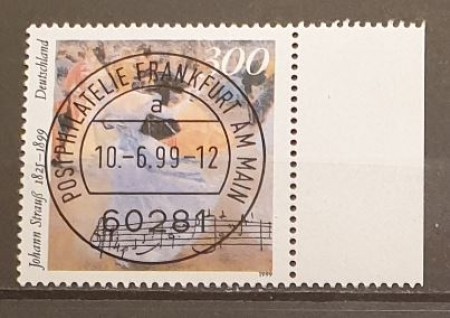 Johann Strauß 1825–1899 Deutschland
300
POSTPHILATELIE FRANKFURT AM MAIN
a
10.-6.99-12
60281
1999